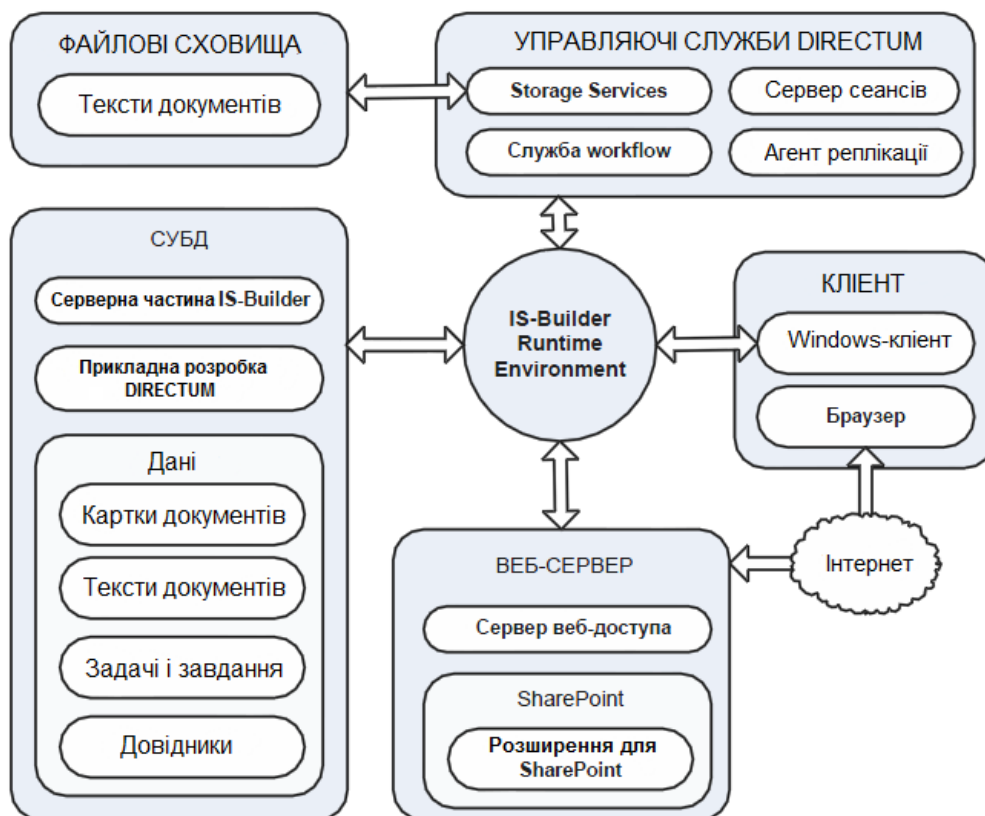 ФАЙЛОВІ СХОВИЩА
Тексти документів
УПРАВЛЯЮЧІ СЛУЖБИ DIRECTUM
Storage Services
Сервер сеансів
Служба workflow
Агент реплікації
СУБД
Серверна частина IS-Builder
Прикладна розробка
DIRECTUM
Дані
Картки документів
Тексти документів
Задачі і завдання
Довідники
IS-Builder
Runtime
Environment
КЛІЕНТ
Windows-кліент
Браузер
Інтернет
ВЕБ-СЕРВЕР
Сервер веб-доступа
SharePoint
Розширення для
SharePoint